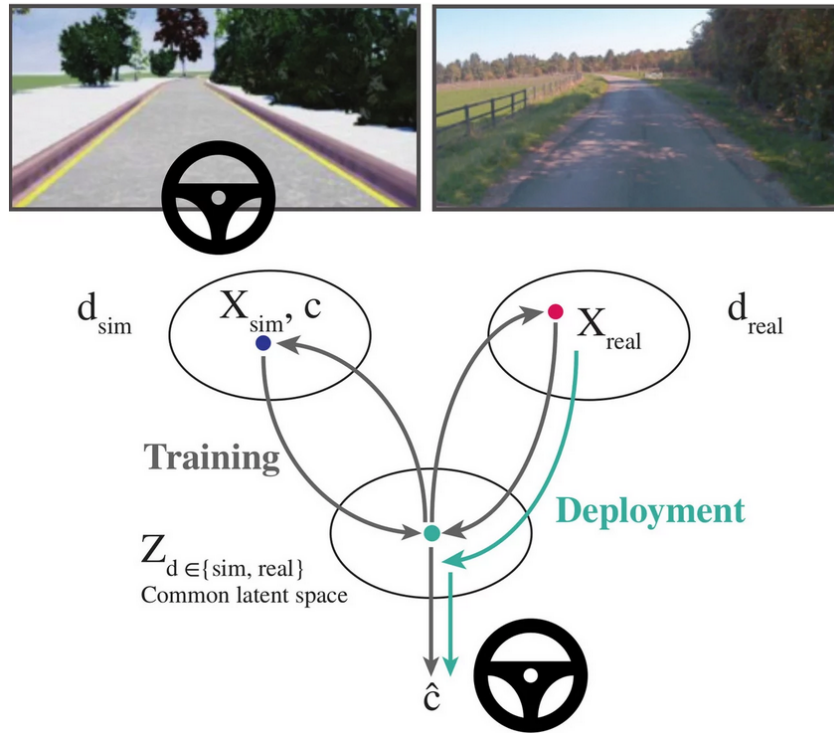 d_sim
X_sim, c
X_real
d_real
Training
Deployment
Z_d ∈{sim, real}
Common latent space
ĉ